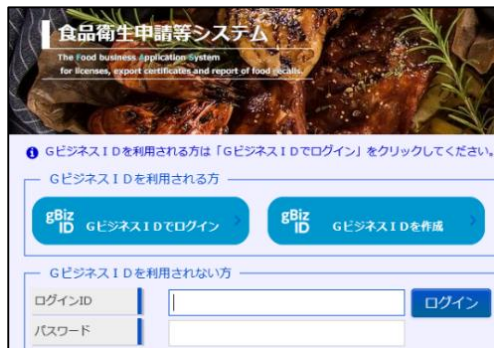 食品衛生申請等システム
The Food business Application System
for licenses, export certificates and report of food recalls
GビジネスIDを利用される方は「GビジネスIDでログイン」をクリックしてください。
GビジネスIDを利用される方
gBiz ID GビジネスIDでログイン
gBiz ID GビジネスIDを作成
GビジネスIDを利用されない方
ログインID
ログイン
パスワード